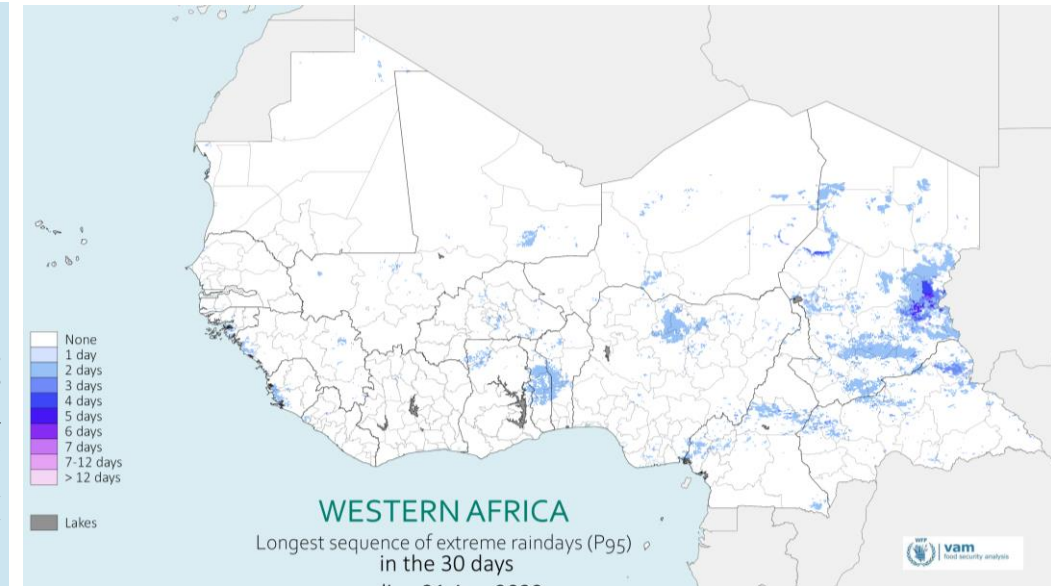 None
1 day
2 days
3 days
4 days
5 days
6 days
7 days
7-12 days
> 12 days
Lakes
WESTERN AFRICA
Longest sequence of extreme raindays (P95)
in the 30 days
WFP
vam
food security analysis